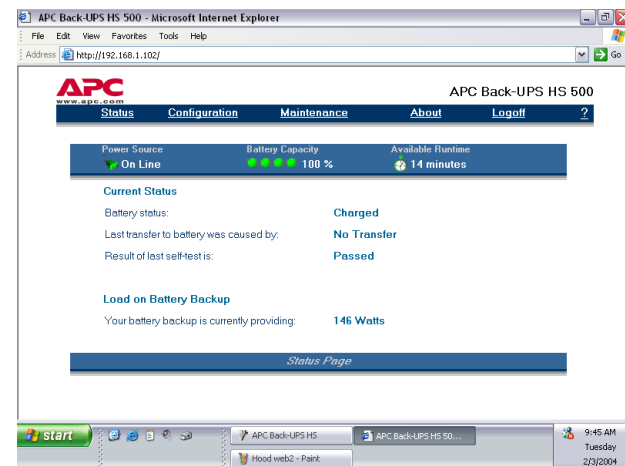 APC Back-UPS HS 500 - Microsoft Internet Explorer
File Edit View Favorites Tools Help
Address http://192.168.1.102/ Go
APC
www.apc.com
APC Back-UPS HS 500
Status Configuration Maintenance About Logoff ?
Power Source Battery Capacity Available Runtime
On Line 100 % 14 minutes
Current Status
Battery status: Charged
Last transfer to battery was caused by: No Transfer
Result of last self-test is: Passed
Load on Battery Backup
Your battery backup is currently providing: 146 Watts
Status Page
start APC Back-UPS HS APC Back-UPS HS 50... 9:45 AM
Tuesday
Hood web2 - Paint 2/3/2004